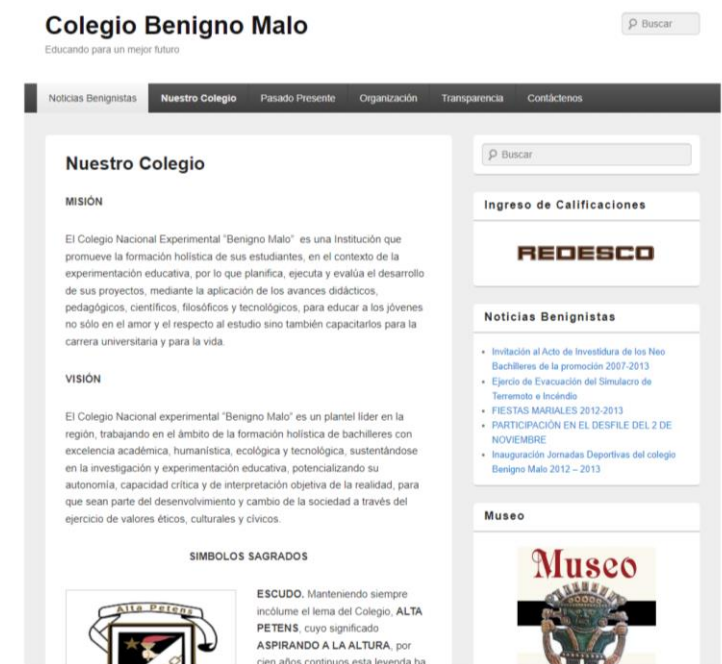 Colegio Benigno Malo
Educando para un mejor futuro
Buscar
Noticias Benignistas Nuestro Colegio Pasado Presente Organización Transparencia Contáctenos
Nuestro Colegio
MISIÓN
El Colegio Nacional Experimental "Benigno Malo" es una Institución que
promueve la formación holística de sus estudiantes, en el contexto de la
experimentación educativa, por lo que planifica, ejecuta y evalúa el desarrollo
de sus proyectos, mediante la aplicación de los avances didácticos,
pedagógicos, científicos, filosóficos y tecnológicos, para educar a los jóvenes
no sólo en el amor y el respecto al estudio sino también capacitarlos para la
carrera universitaria y para la vida.
VISIÓN
El Colegio Nacional experimental "Benigno Malo" es un plantel líder en la
región, trabajando en el ámbito de la formación holística de bachilleres con
excelencia académica, humanística, ecológica y tecnológica, sustentándose
en la investigación y experimentación educativa, potencializando su
autonomía, capacidad crítica y de interpretación objetiva de la realidad, para
que sean parte del desenvolvimiento y cambio de la sociedad a través del
ejercicio de valores éticos, culturales y cívicos.
SIMBOLOS SAGRADOS
Alta Petens
ESCUDO. Manteniendo siempre
incólume el lema del Colegio, ALTA
PETENS, cuyo significado
ASPIRANDO A LA ALTURA, por
cien años continuos esta leyenda ha
Buscar
Ingreso de Calificaciones
REDESCO
Noticias Benignistas
Invitación al Acto de Investidura de los Neo
Bachilleres de la promoción 2007-2013
Ejercio de Evacuación del Simulacro de
Terremoto e Incéndio
FIESTAS MARIALES 2012-2013
PARTICIPACIÓN EN EL DESFILE DEL 2 DE
NOVIEMBRE
Inauguración Jornadas Deportivas del colegio
Benigno Malo 2012 – 2013
Museo
Museo